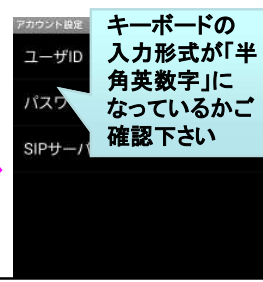 アカウント設定
ユーザID
パスワ
SIPサーバ
キーボードの
入力形式が「半
角英数字」に
なっているかご
確認下さい